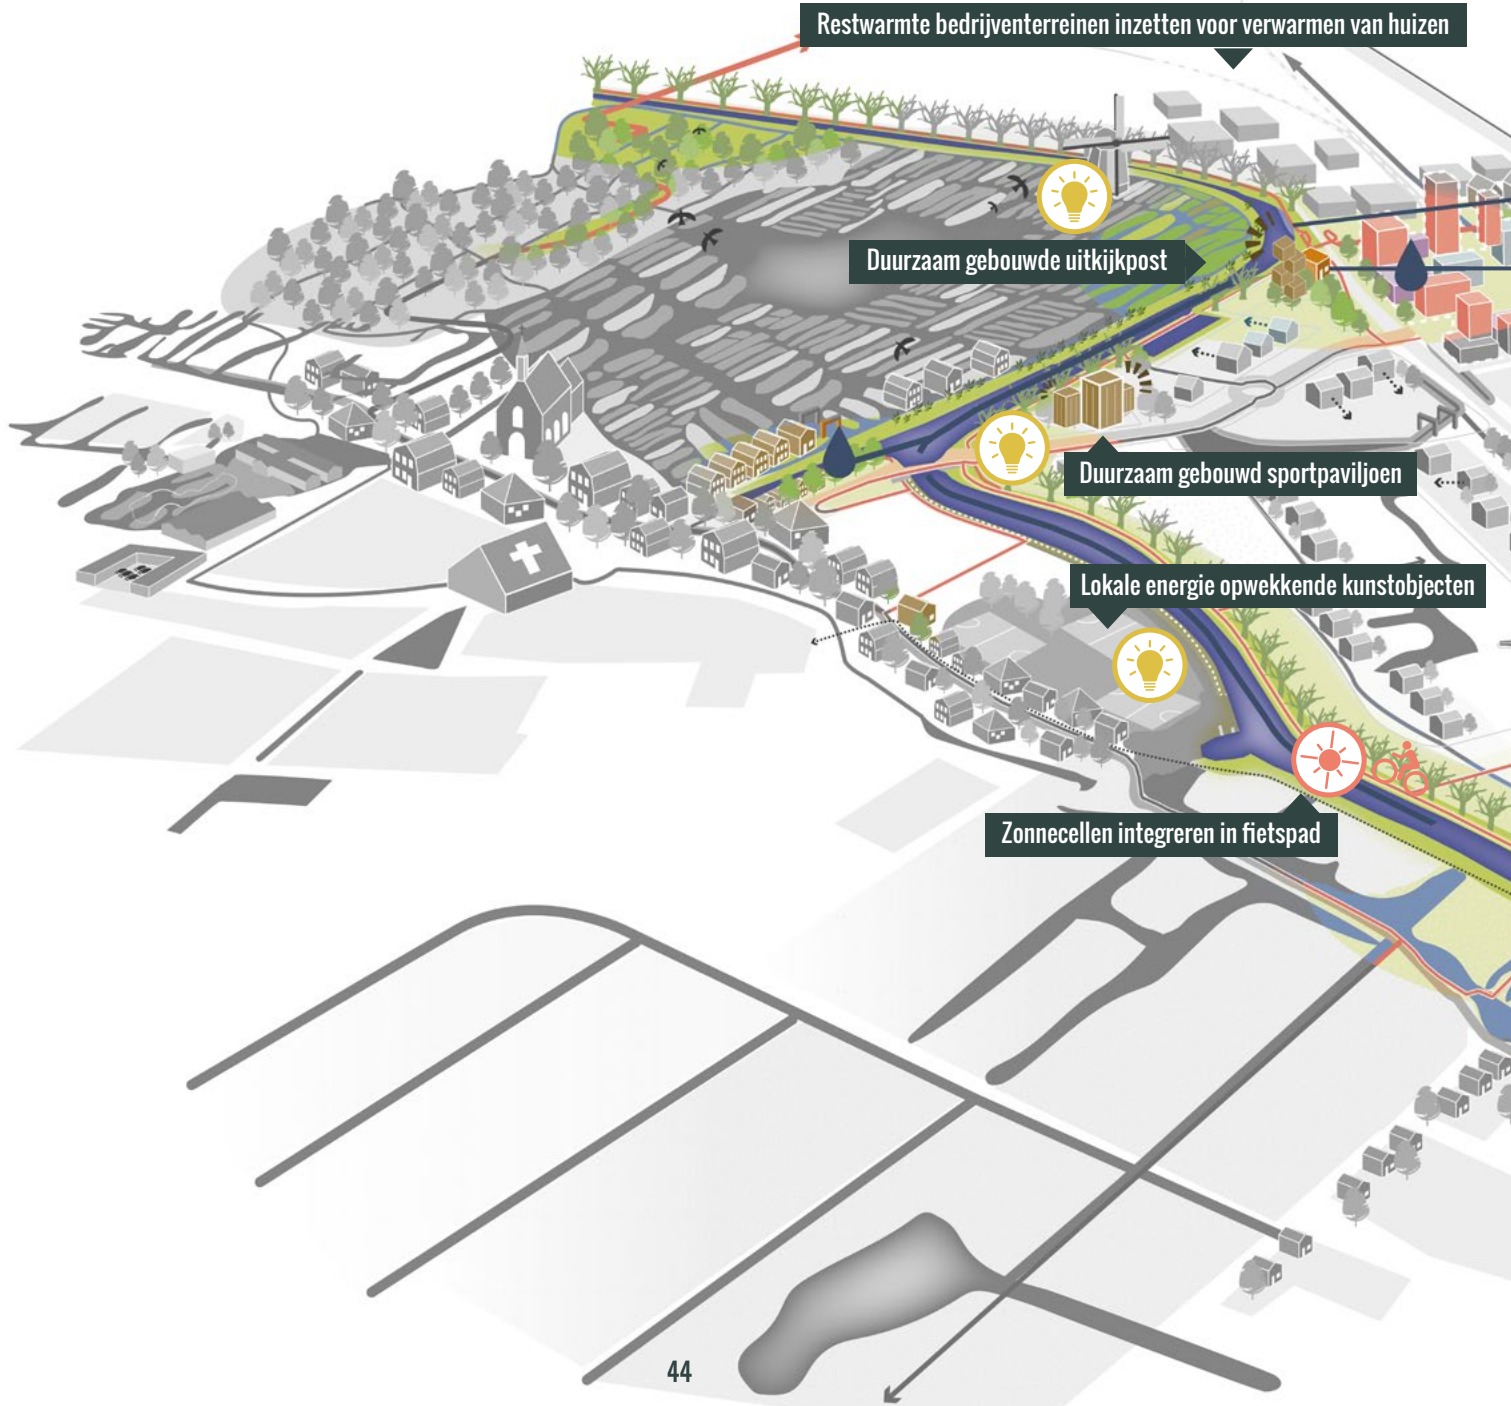 Restwarmte bedrijventerreinen inzetten voor verwarmen van huizen
Duurzaam gebouwde uitkijkpost
Duurzaam gebouwd sportpaviljoen
Lokale energie opwekkende kunstobjecten
Zonnecellen integreren in fietspad
44